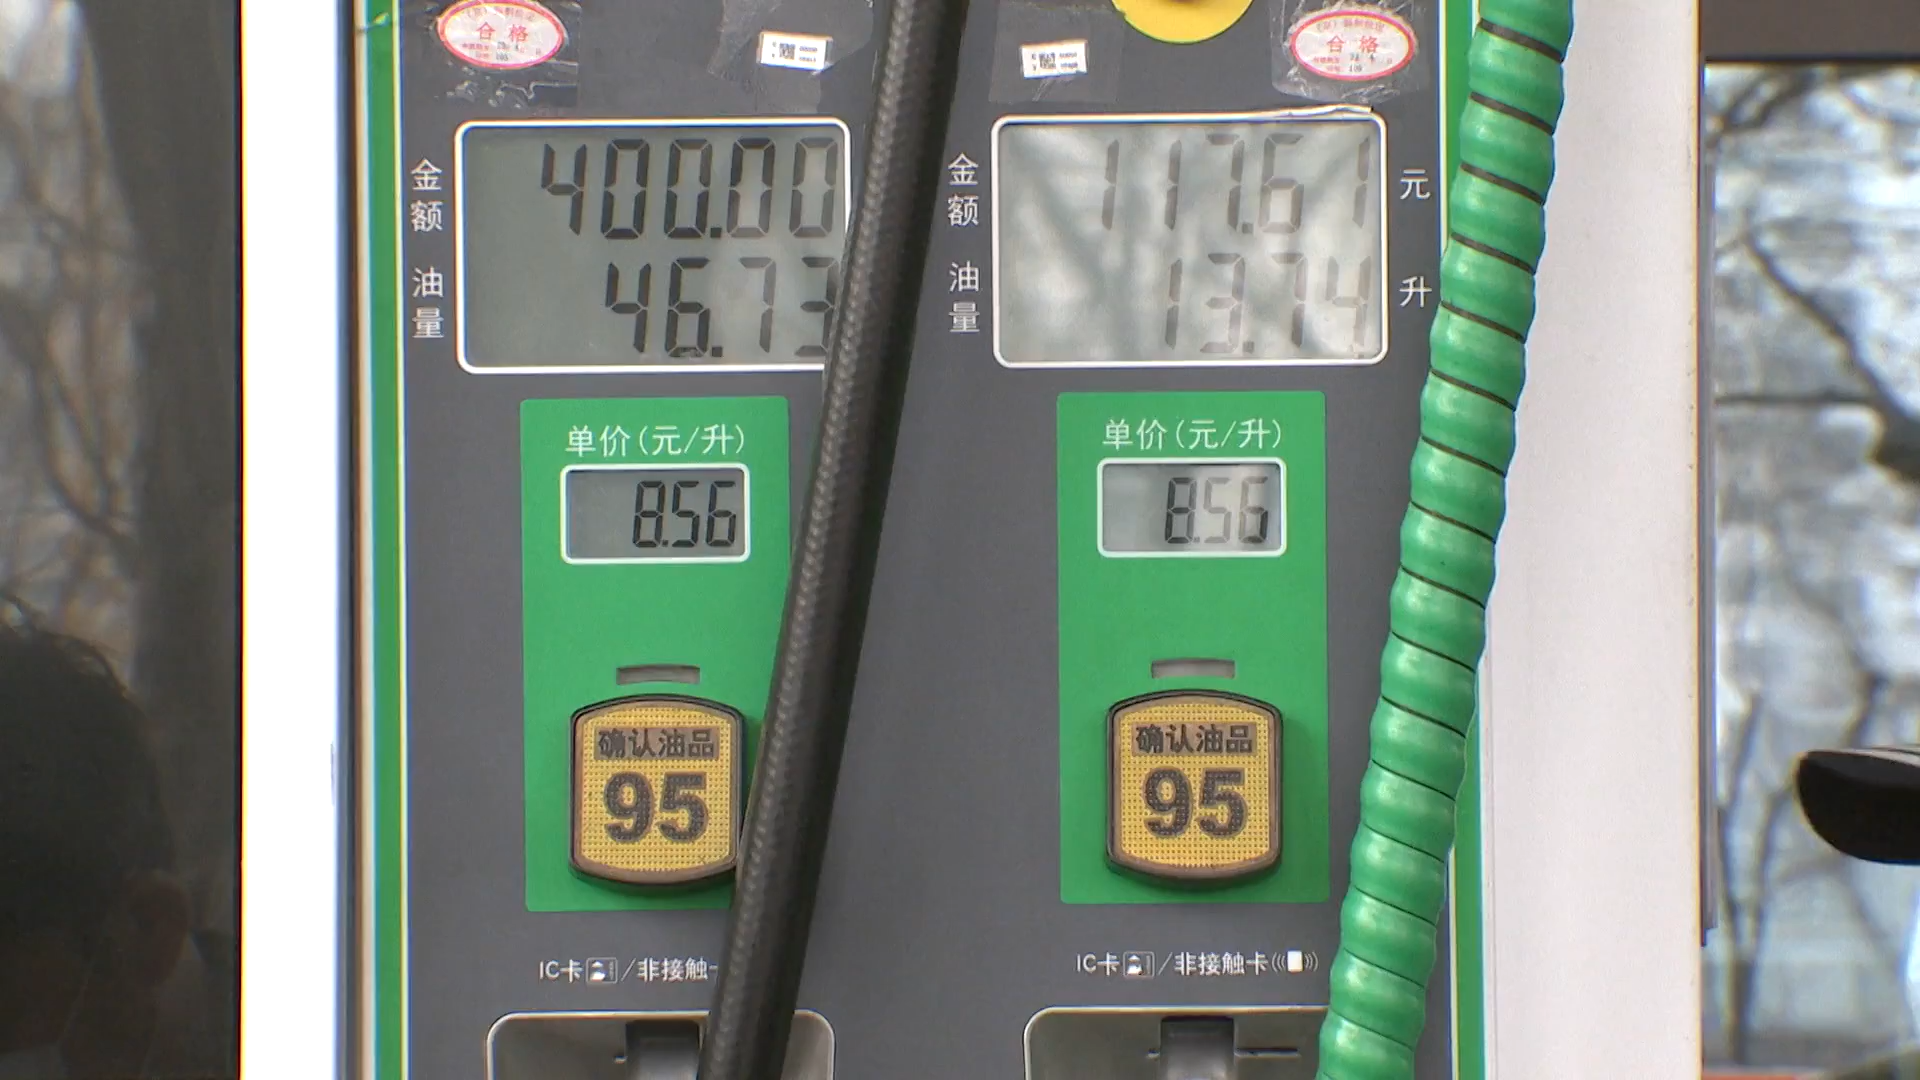 合格
合格
金额
400.00
油量
46.73
金额
117.61
元
油量
13.74
升
单价(元/升)
8.56
单价(元/升)
8.56
确认油品
95
确认油品
95
IC卡/非接触
IC卡/非接触卡